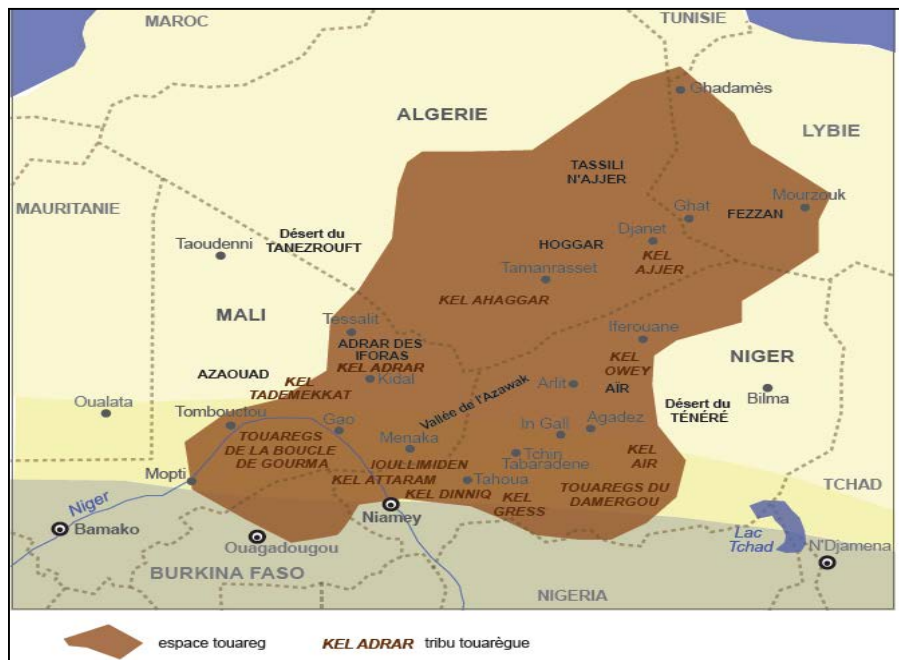 MAROC
TUNISIE
Ghadamès
ALGERIE
LYBIE
TASSILI
N'AJJER
MAURITANIE
Mourzouk
Ghat
FEZZAN
Djanet
Désert du
TANEZROUFT
Taoudenni
HOGGAR
KEL
AJJER
Tamanrasset
KEL AHAGGAR
MALI
Tessalit
Iferouane
ADRAR DES
IFORAS
KEL ADRAR
Kidal
KEL
OWEY
NIGER
AZAOUAD
KEL
TADEMEKKAT
Arlit
AÏR
Bilma
Vallée de l'Azawak
Désert du
TÉNÉRÉ
Oualata
Tombouctou
Gao
In Gall
Agadez
TOUAREGS
DE LA BOUCLE
DE GOURMA
Menaka
Tchin
Tabaradene
KEL
AIR
Mopti
IOULLIMIDEN
KEL ATTARAM
Tahoua
KEL DINNIQ
KEL
GRESS
TOUAREGS DU
DAMERGOU
TCHAD
Niger
Niamey
Bamako
Ouagadougou
Lac
Tchad
N'Djamena
BURKINA FASO
NIGERIA
espace touareg
KEL ADRAR tribu touarègue